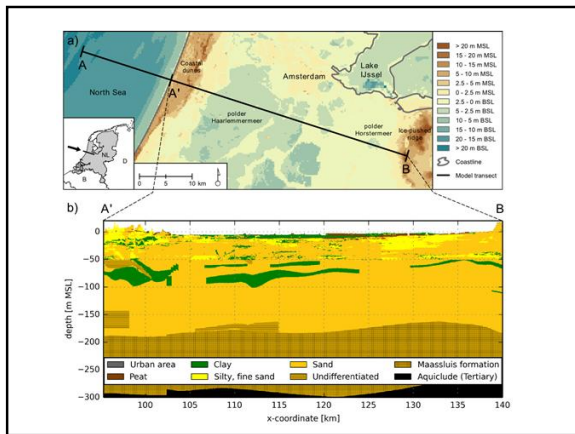 a)
A
North Sea
Coastal
dunes
A'
Amsterdam
Lake
IJssel
polder
Haarlemmermeer
polder
Horstermeer
Ice-pushed
ridge
B
NL
D
B
0 5 10 km
> 20 m MSL
15 - 20 m MSL
10 - 15 m MSL
5 - 10 m MSL
2.5 - 5 m MSL
0 - 2.5 m MSL
2.5 - 0 m BSL
5 - 2.5 m BSL
10 - 5 m BSL
15 - 10 m BSL
20 - 15 m BSL
> 20 m BSL
Coastline
Model transect
b)
A'
B
depth [m MSL]
0
−50
−100
−150
−200
−250
−300
Urban area
Clay
Sand
Maassluis formation
Peat
Silty, fine sand
Undifferentiated
Aquiclude (Tertiary)
100 105 110 115 120 125 130 135 140
x-coordinate [km]